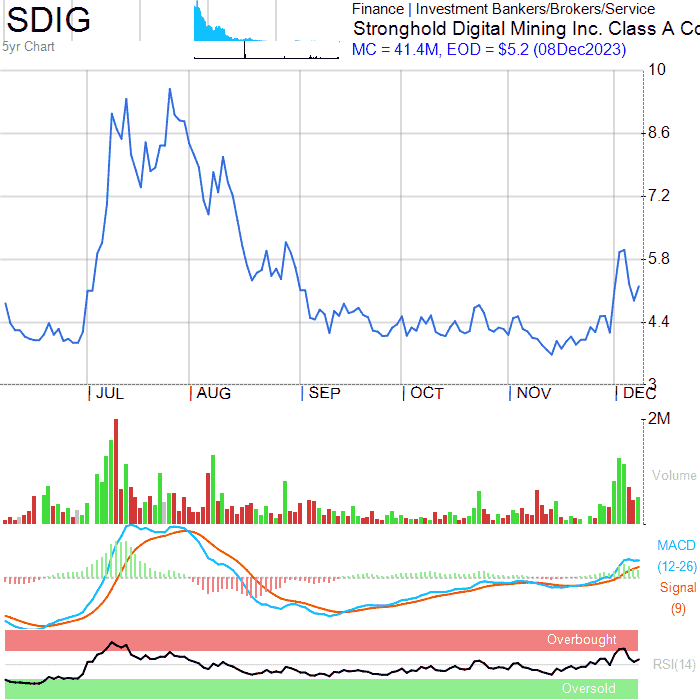 SDIG
5yr Chart
Finance | Investment Bankers/Brokers/Service
Stronghold Digital Mining Inc. Class A Co
MC = 41.4M, EOD = $5.2 (08Dec2023)
10
8.6
7.2
5.8
4.4
3
JUL AUG SEP OCT NOV DEC
2M
Volume
MACD
(12-26)
Signal
(9)
Overbought
RSI(14)
Oversold